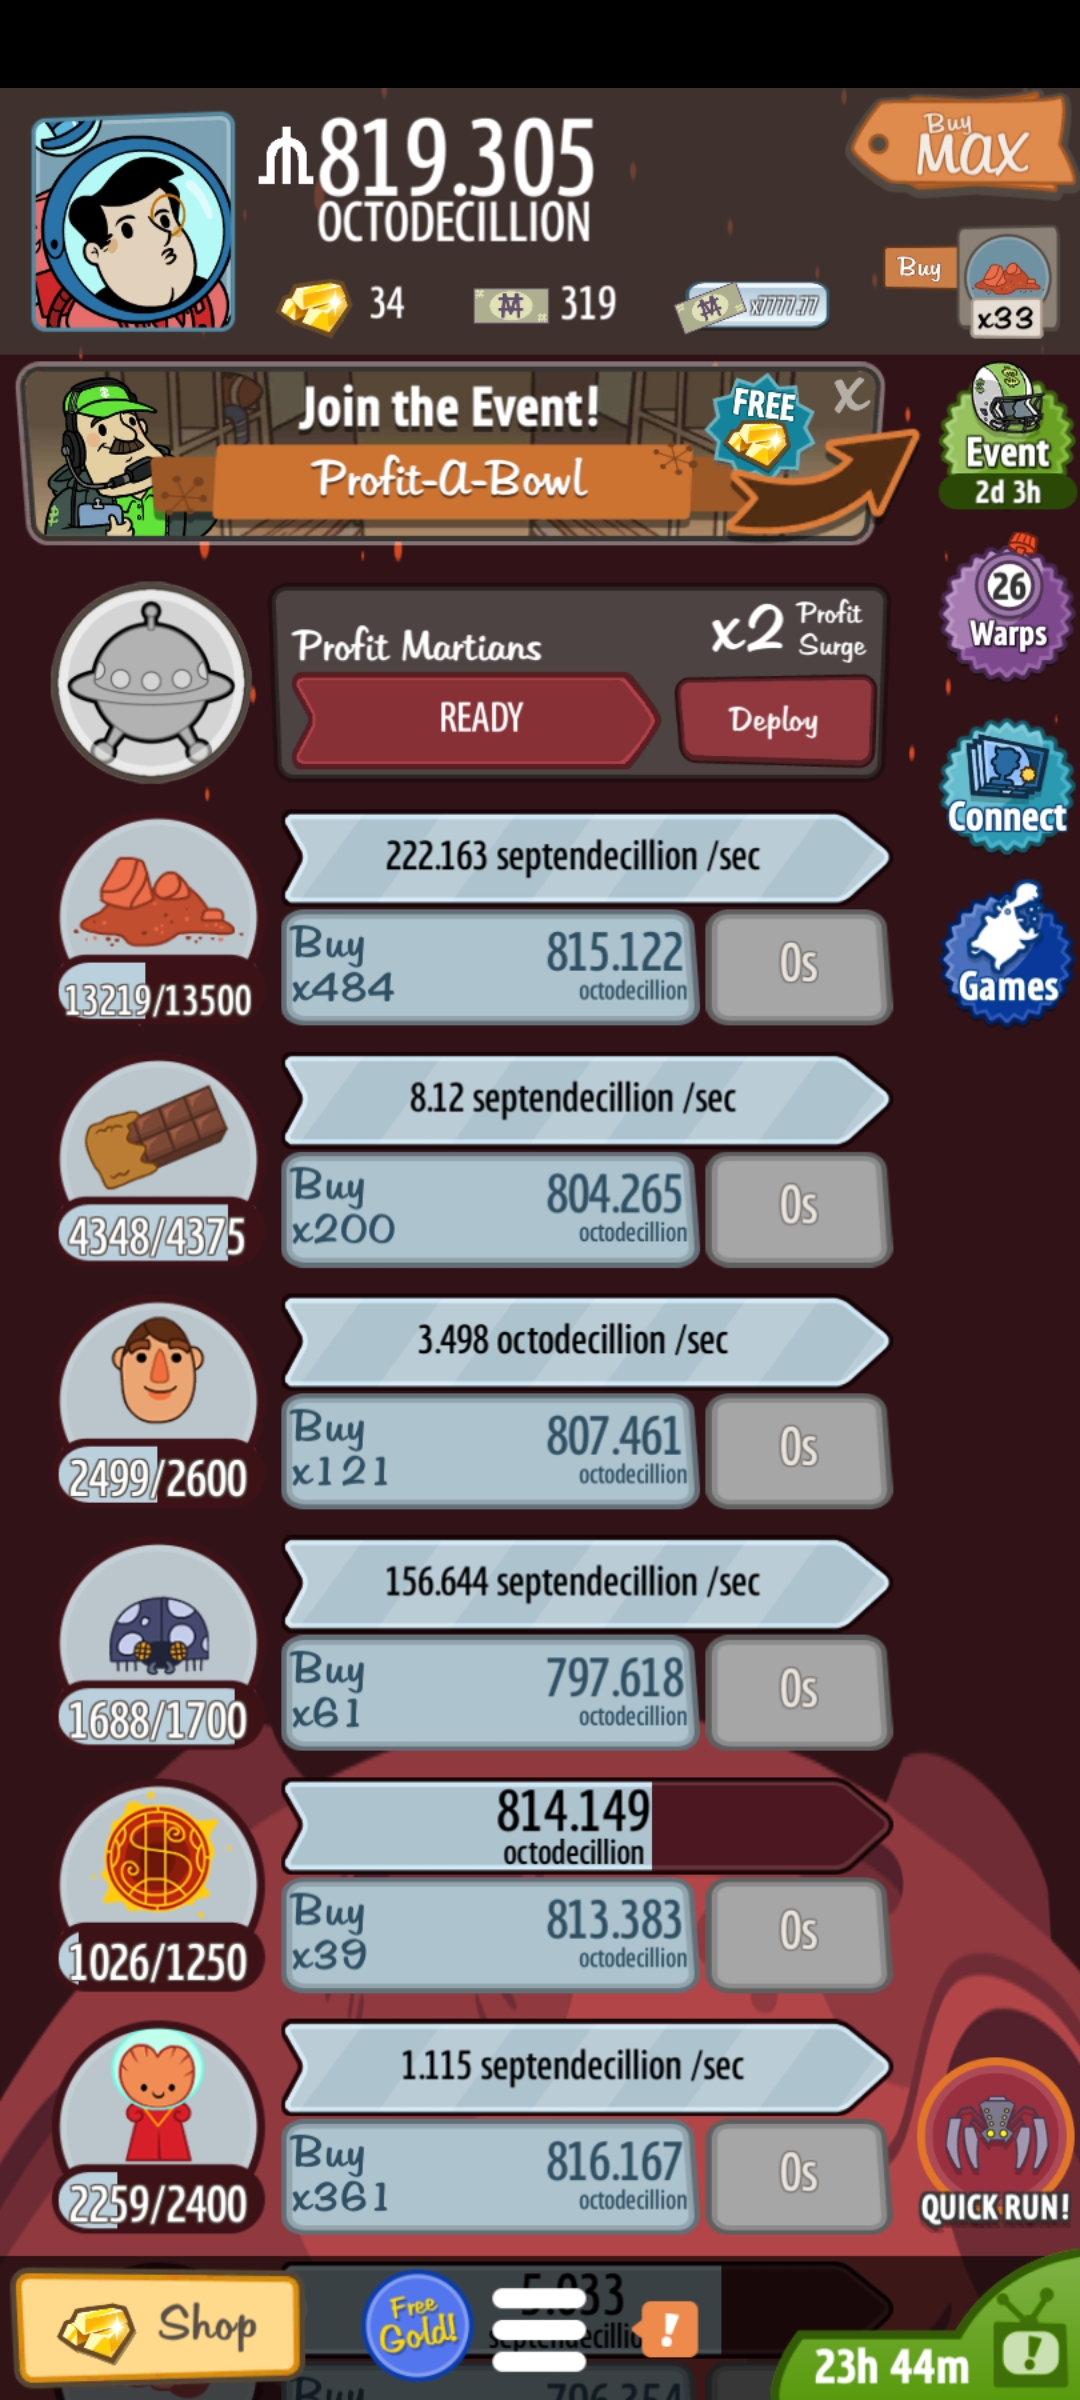 819.305
OCTODECILLION
Buy
MAX
34
319
x7777.77
Buy
x33
Join the Event!
Profit-A-Bowl
FREE
X
Event
2d 3h
26
Warps
Profit Martians
x2 Profit
Surge
READY
Deploy
Connect
Games
222.163 septendecillion /sec
13219/13500
Buy
x484
815.122
octodecillion
0s
8.12 septendecillion /sec
4348/4375
Buy
x200
804.265
octodecillion
0s
3.498 octodecillion /sec
2499/2600
Buy
x121
807.461
octodecillion
0s
156.644 septendecillion /sec
1688/1700
Buy
x61
797.618
octodecillion
0s
814.149
octodecillion
1026/1250
Buy
x39
813.383
octodecillion
0s
1.115 septendecillion /sec
2259/2400
Buy
x361
816.167
octodecillion
0s
QUICK RUN!
Shop
Free
Gold!
!
23h 44m
!
Buy